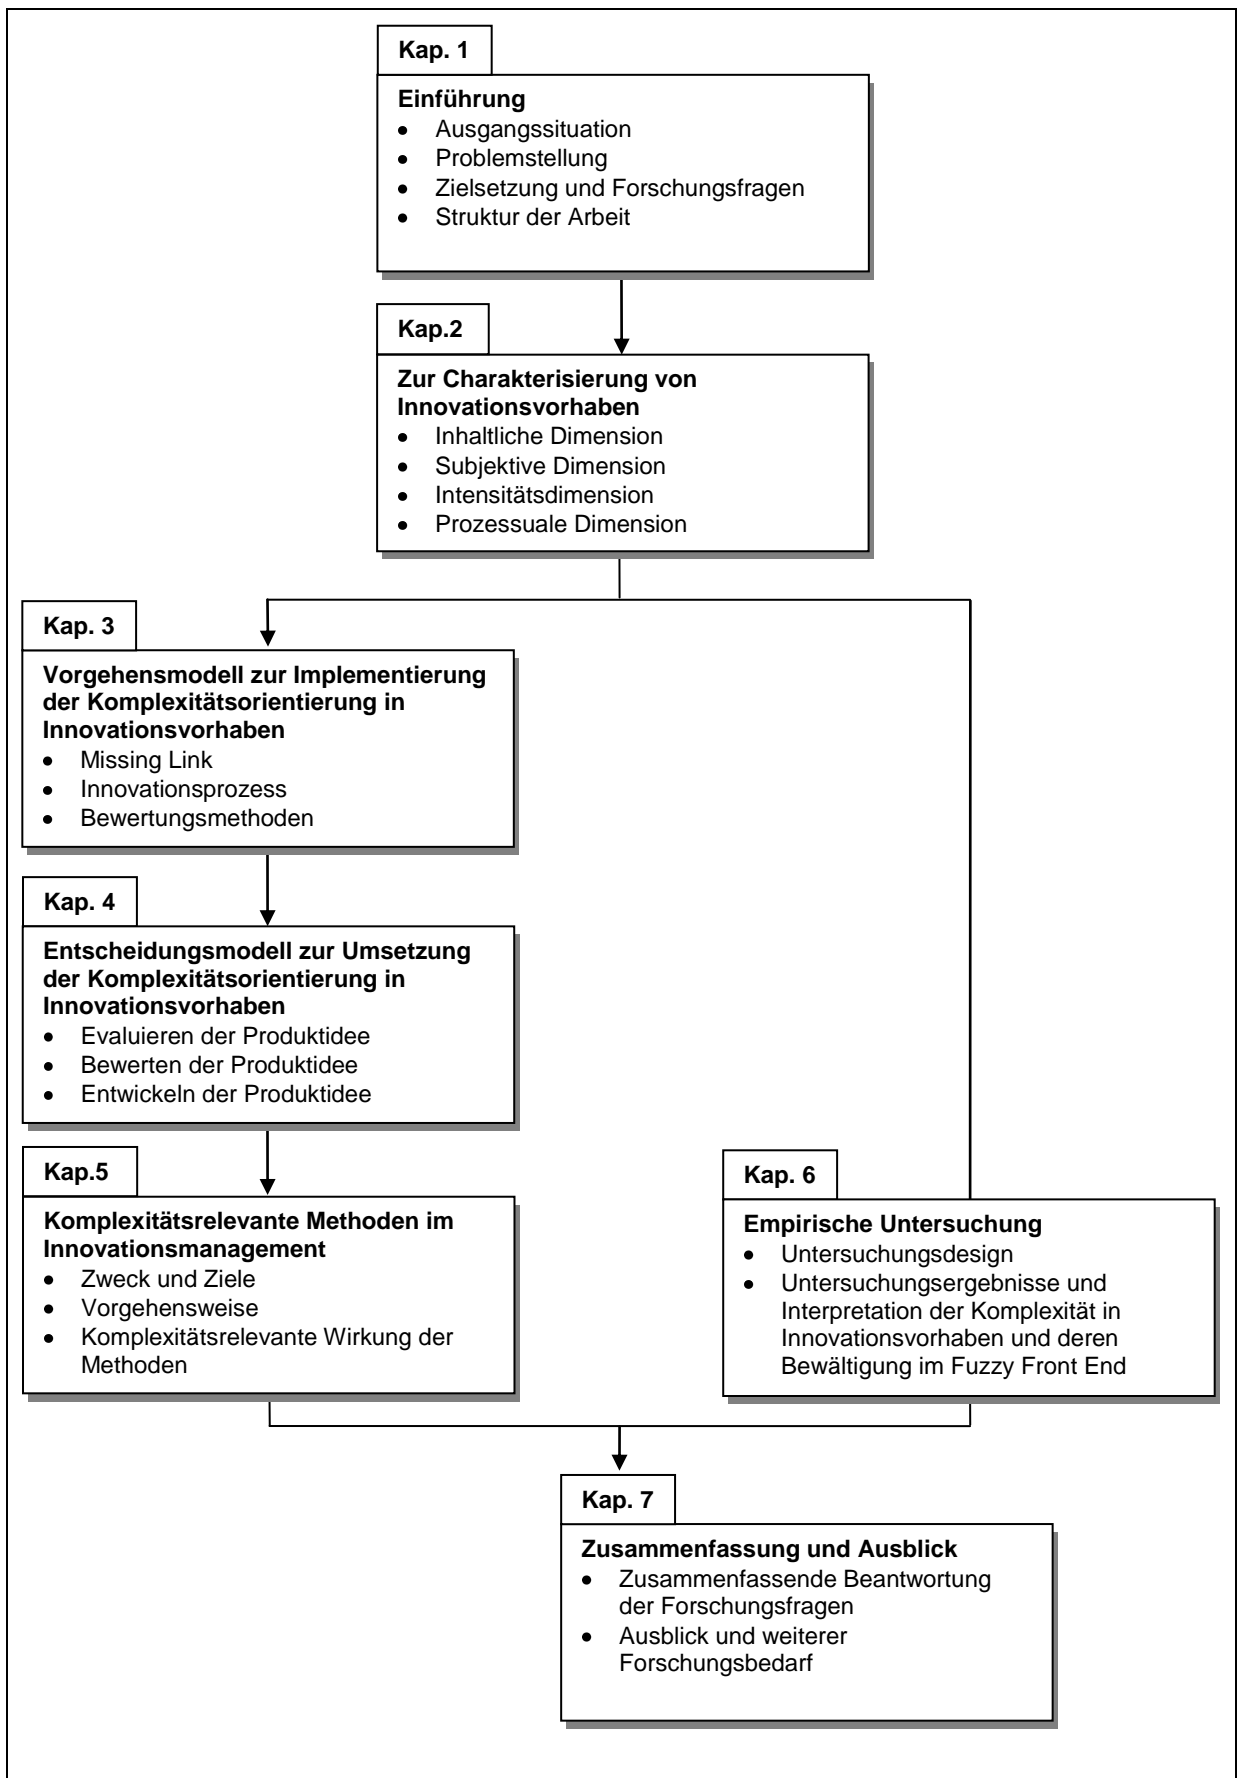 Kap. 1
Einführung
• Ausgangssituation
• Problemstellung
• Zielsetzung und Forschungsfragen
• Struktur der Arbeit
Kap.2
Zur Charakterisierung von
Innovationsvorhaben
• Inhaltliche Dimension
• Subjektive Dimension
• Intensitätsdimension
• Prozessuale Dimension
Kap. 3
Vorgehensmodell zur Implementierung
der Komplexitätsorientierung in
Innovationsvorhaben
• Missing Link
• Innovationsprozess
• Bewertungsmethoden
Kap. 4
Entscheidungsmodell zur Umsetzung
der Komplexitätsorientierung in
Innovationsvorhaben
• Evaluieren der Produktidee
• Bewerten der Produktidee
• Entwickeln der Produktidee
Kap.5
Komplexitätsrelevante Methoden im
Innovationsmanagement
• Zweck und Ziele
• Vorgehensweise
• Komplexitätsrelevante Wirkung der
Methoden
Kap. 6
Empirische Untersuchung
• Untersuchungsdesign
• Untersuchungsergebnisse und
Interpretation der Komplexität in
Innovationsvorhaben und deren
Bewältigung im Fuzzy Front End
Kap. 7
Zusammenfassung und Ausblick
• Zusammenfassende Beantwortung
der Forschungsfragen
• Ausblick und weiterer
Forschungsbedarf